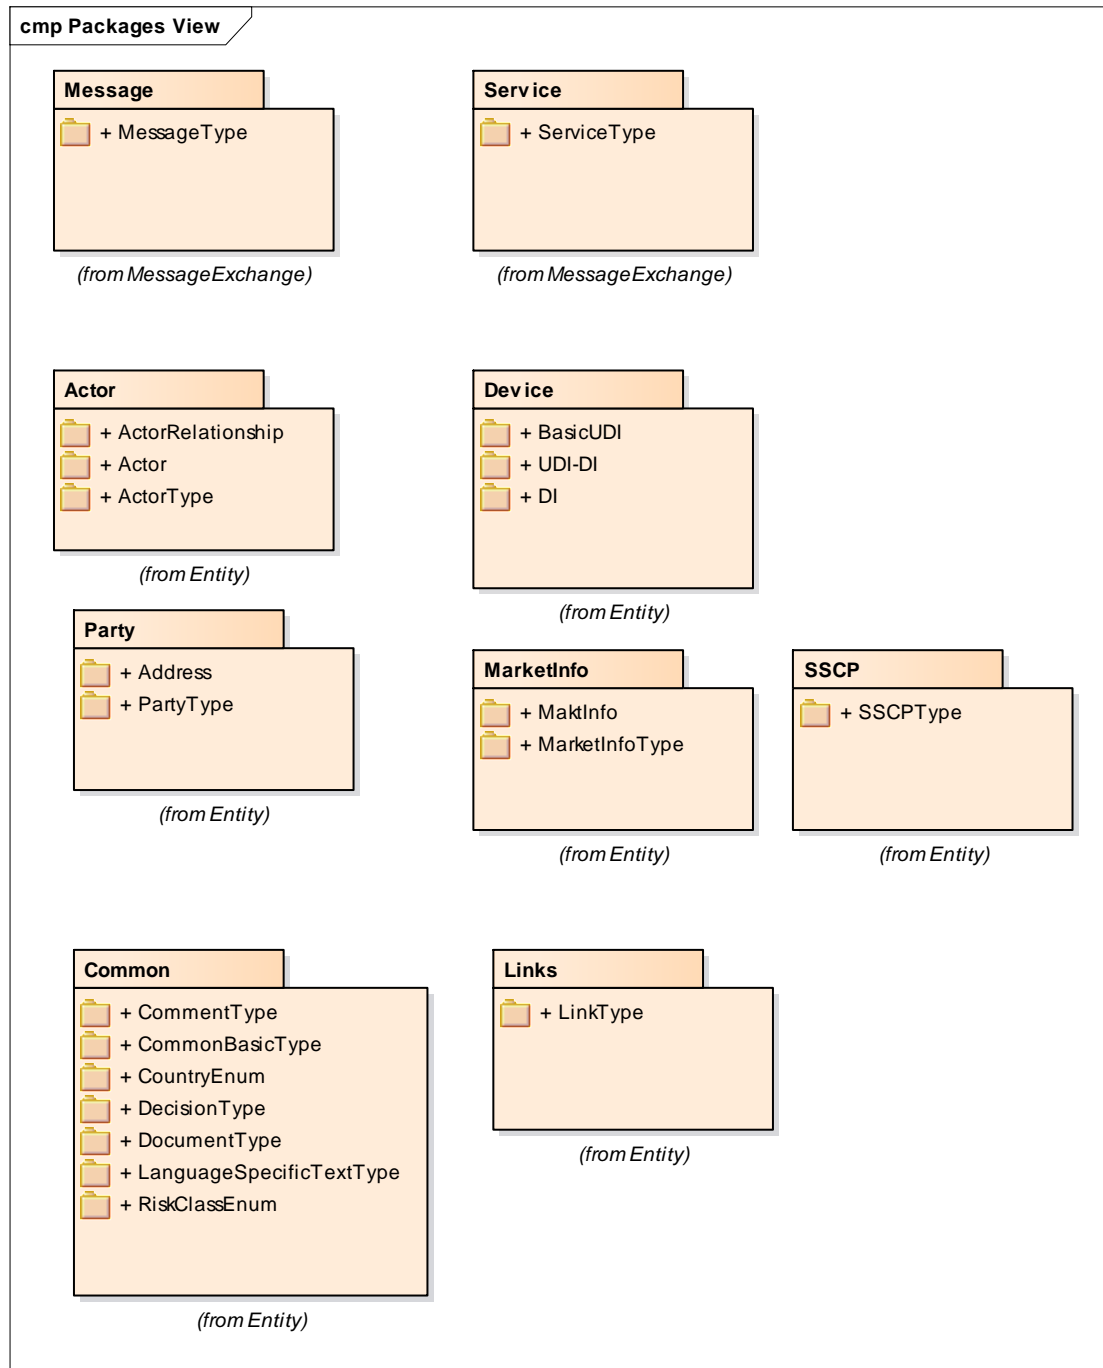 cmp Packages View
Message
+ MessageType
(from MessageExchange)
Service
+ ServiceType
(from MessageExchange)
Actor
+ ActorRelationship
+ Actor
+ ActorType
(from Entity)
Device
+ BasicUDI
+ UDI-DI
+ DI
(from Entity)
Party
+ Address
+ PartyType
(from Entity)
MarketInfo
+ MaktInfo
+ MarketInfoType
(from Entity)
SSCP
+ SSCPType
(from Entity)
Common
+ CommentType
+ CommonBasicType
+ CountryEnum
+ DecisionType
+ DocumentType
+ LanguageSpecificTextType
+ RiskClassEnum
(from Entity)
Links
+ LinkType
(from Entity)